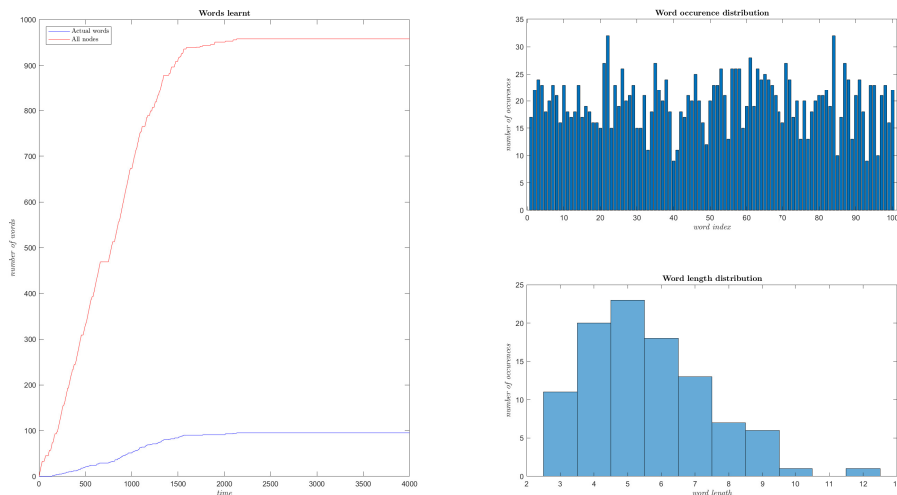 Words learnt
Actual words
All nodes
1000
900
800
700
600
500
400
300
200
100
0
number of words
0 500 1000 1500 2000 2500 3000 3500 4000
time
Word occurence distribution
35
30
25
20
15
10
5
0
number of occurences
0 10 20 30 40 50 60 70 80 90 100
word index
Word length distribution
25
20
15
10
5
0
number of occurences
2 3 4 5 6 7 8 9 10 11 12
word length